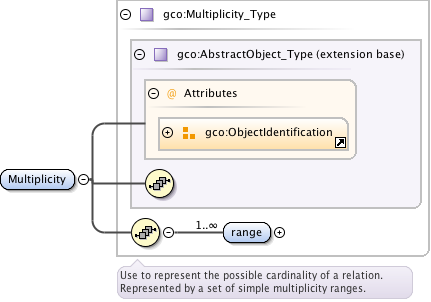 gco:Multiplicity_Type
gco:AbstractObject_Type (extension base)
@ Attributes
gco:ObjectIdentification
Multiplicity
1..∞
range
Use to represent the possible cardinality of a relation.
Represented by a set of simple multiplicity ranges.